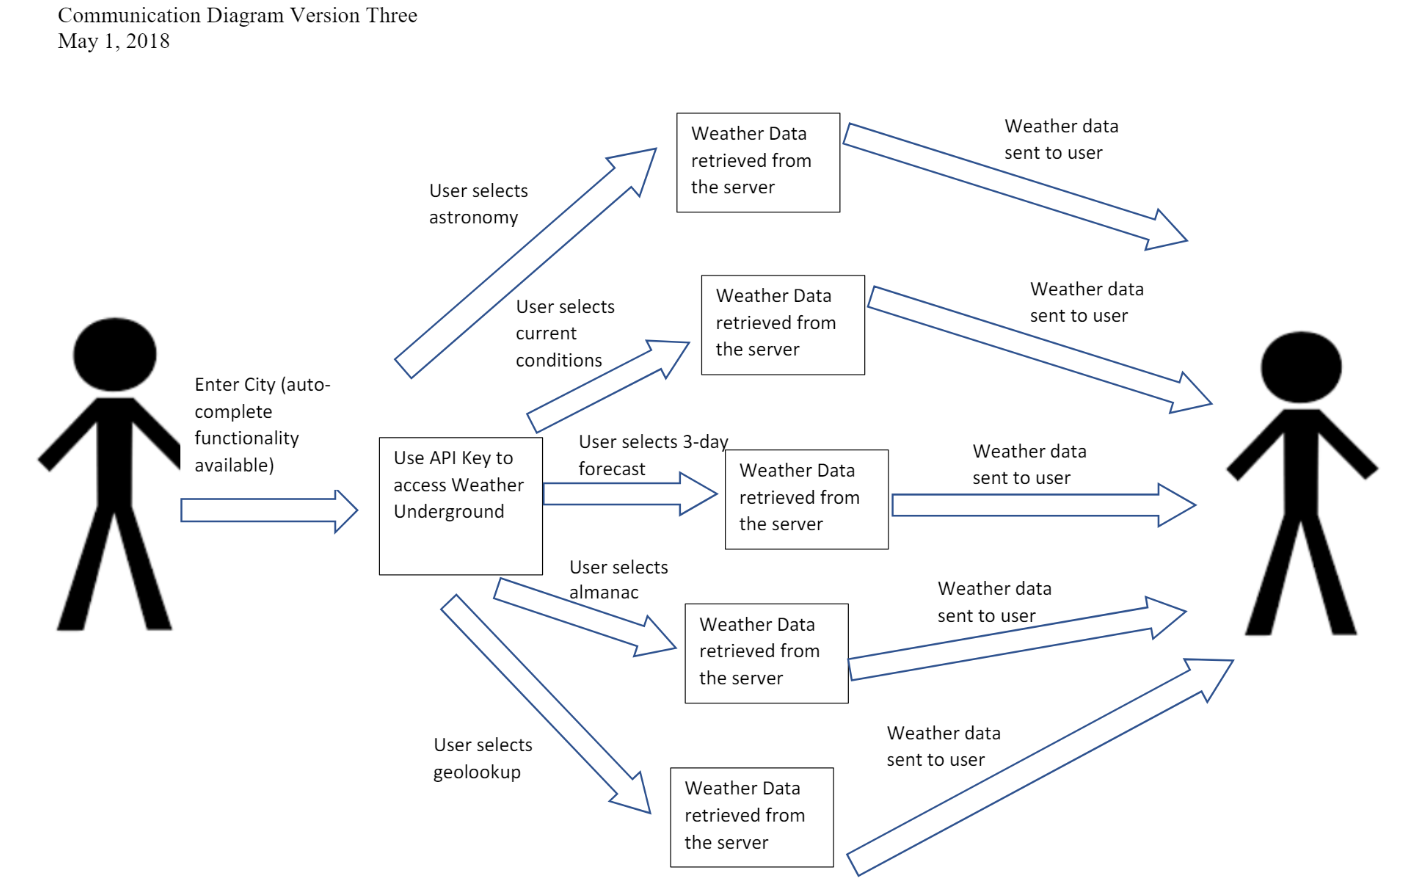 Communication Diagram Version Three
May 1, 2018
Weather Data
retrieved from
the server
Weather data
sent to user
User selects
astronomy
User selects
current
conditions
Weather Data
retrieved from
the server
Weather data
sent to user
Enter City (auto-
complete
functionality
available)
Use API Key to
access Weather
Underground
User selects 3-day
forecast
Weather Data
retrieved from
the server
Weather data
sent to user
User selects
almanac
Weather Data
retrieved from
the server
Weather data
sent to user
User selects
geolookup
Weather Data
retrieved from
the server
Weather data
sent to user